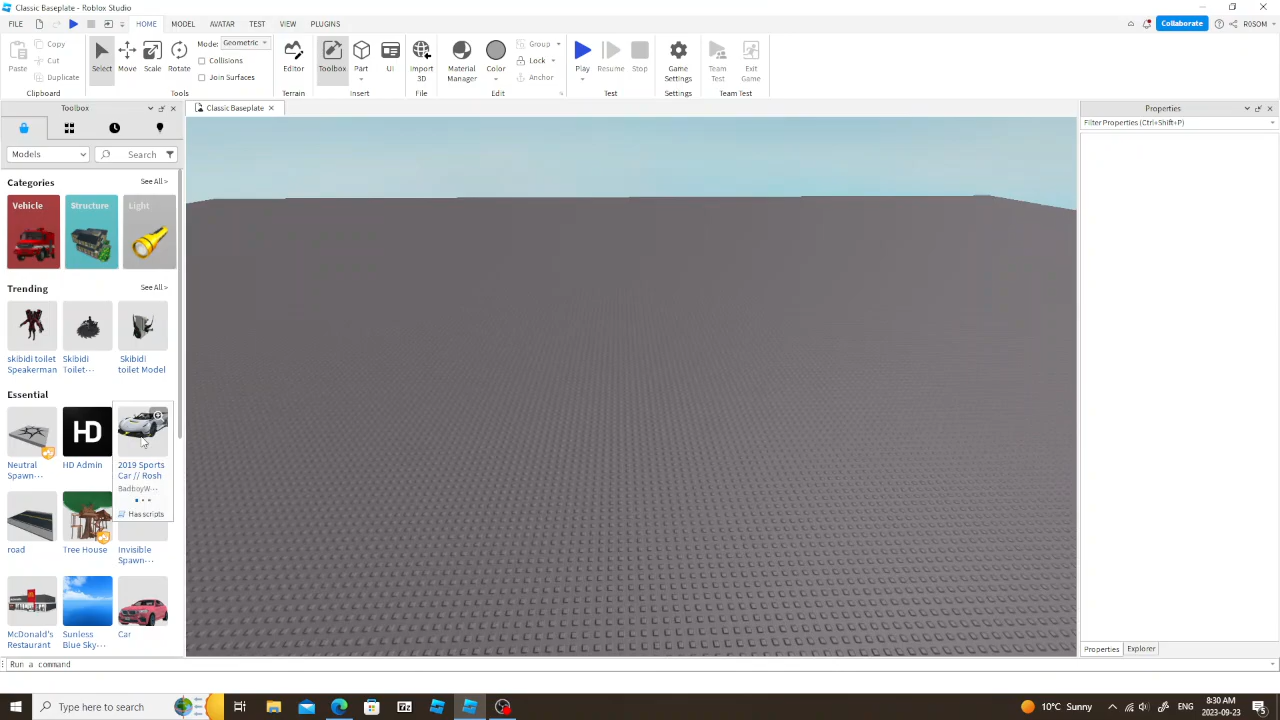 Classic Baseplate - Roblox Studio
FILE HOME MODEL AVATAR TEST VIEW PLUGINS Collaborate R0SOM
Paste Copy Cut Duplicate
Select Move Scale Rotate
Mode: Geometric
Collisions
Join Surfaces
Editor Toolbox Part UI Import 3D Material Manager Color Group Lock Anchor
Play Resume Stop Game Settings Team Test Exit Game
Clipboard Tools Terrain Insert File Edit Test Settings Team Test
Toolbox
Classic Baseplate
Properties
Filter Properties (Ctrl+Shift+P)
Models Search
Categories See All >
Vehicle Structure Light
Trending See All >
skibidi toilet Speakerman
Skibidi Toilet...
Skibidi toilet Model
Essential
HD
Neutral Spawn...
HD Admin
2019 Sports Car // Rosh
BadboyW...
Has scripts
road
Tree House
Invisible Spawn...
McDonald's Restaurant
Sunless Blue Sky...
Car
Properties Explorer
Run a command
Type here to search
10°C Sunny
8:30 AM
2023-09-23
5